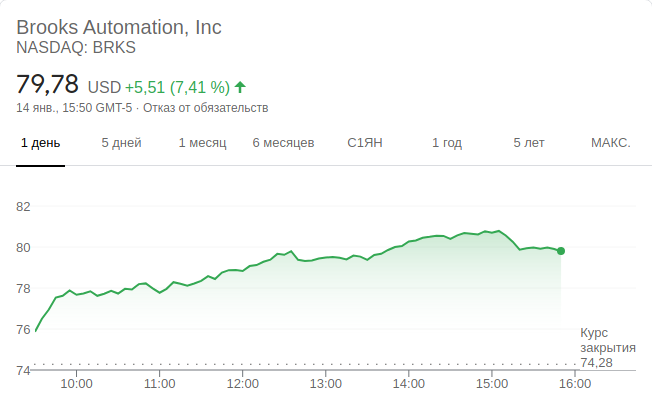 Brooks Automation, Inc
NASDAQ: BRKS
79,78 USD +5,51 (7,41 %)
14 янв., 15:50 GMT-5 · Отказ от обязательств
1 день 5 дней 1 месяц 6 месяцев С1ЯН 1 год 5 лет МАКС.
82
80
78
76
74
Курс
закрытия
74,28
10:00 11:00 12:00 13:00 14:00 15:00 16:00